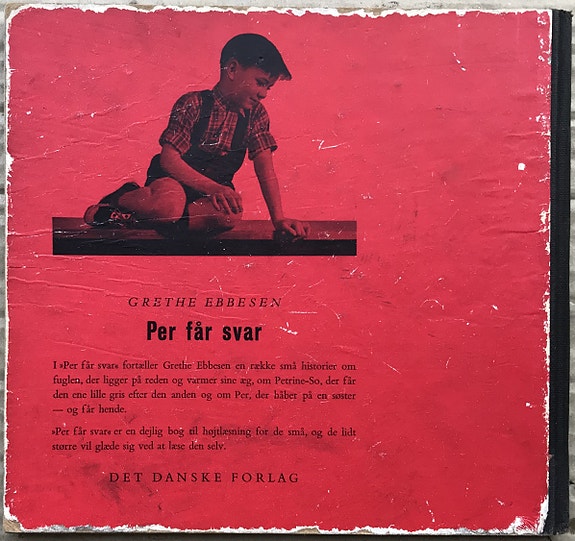 GRETHE EBBESEN
Per får svar
I »Per får svar« fortæller Grethe Ebbesen en række små historier om
fuglen, der ligger på reden og varmer sine æg, om Petrine-So, der får
den ene lille gris efter den anden og om Per, der håber på en søster
— og får hende.
»Per får svar« er en dejlig bog til højtlæsning for de små, og de lidt
større vil glæde sig ved at læse den selv.
DET DANSKE FORLAG